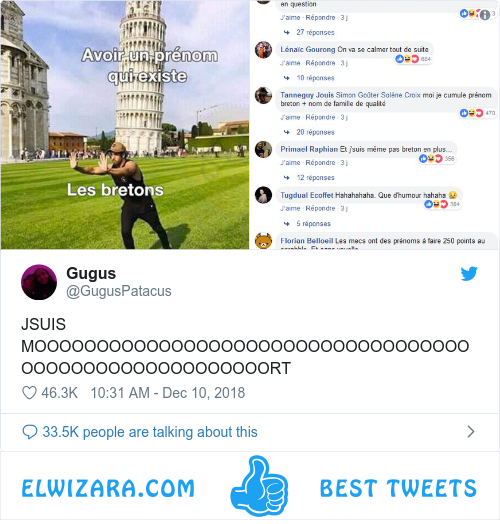 Avoir un prénom
qui existe
Les bretons
en question
J'aime · Répondre · 3 j
27 réponses
Lénaïc Gourong On va se calmer tout de suite
J'aime · Répondre · 3 j
884
10 réponses
Tanneguy Jouis Simon Goûter Solène Croix moi je cumule prénom
breton + nom de famille de qualité
J'aime · Répondre · 3 j
470
20 réponses
Primael Raphian Et j'suis même pas breton en plus...
J'aime · Répondre · 3 j
356
12 réponses
Tugdual Ecoffet Hahahahaha. Que d'humour hahaha
J'aime · Répondre · 3 j
384
5 réponses
Florian Belloeil Les mecs ont des prénoms à faire 250 points au
Gugus
@GugusPatacus
JSUIS
MOOOOOOOOOOOOOOOOOOOOOOOOOOOOOOOOOOO
OOOOOOOOOOOOOOOOOOOORT
46.3K 10:31 AM - Dec 10, 2018
33.5K people are talking about this
ELWIZARA.COM BEST TWEETS